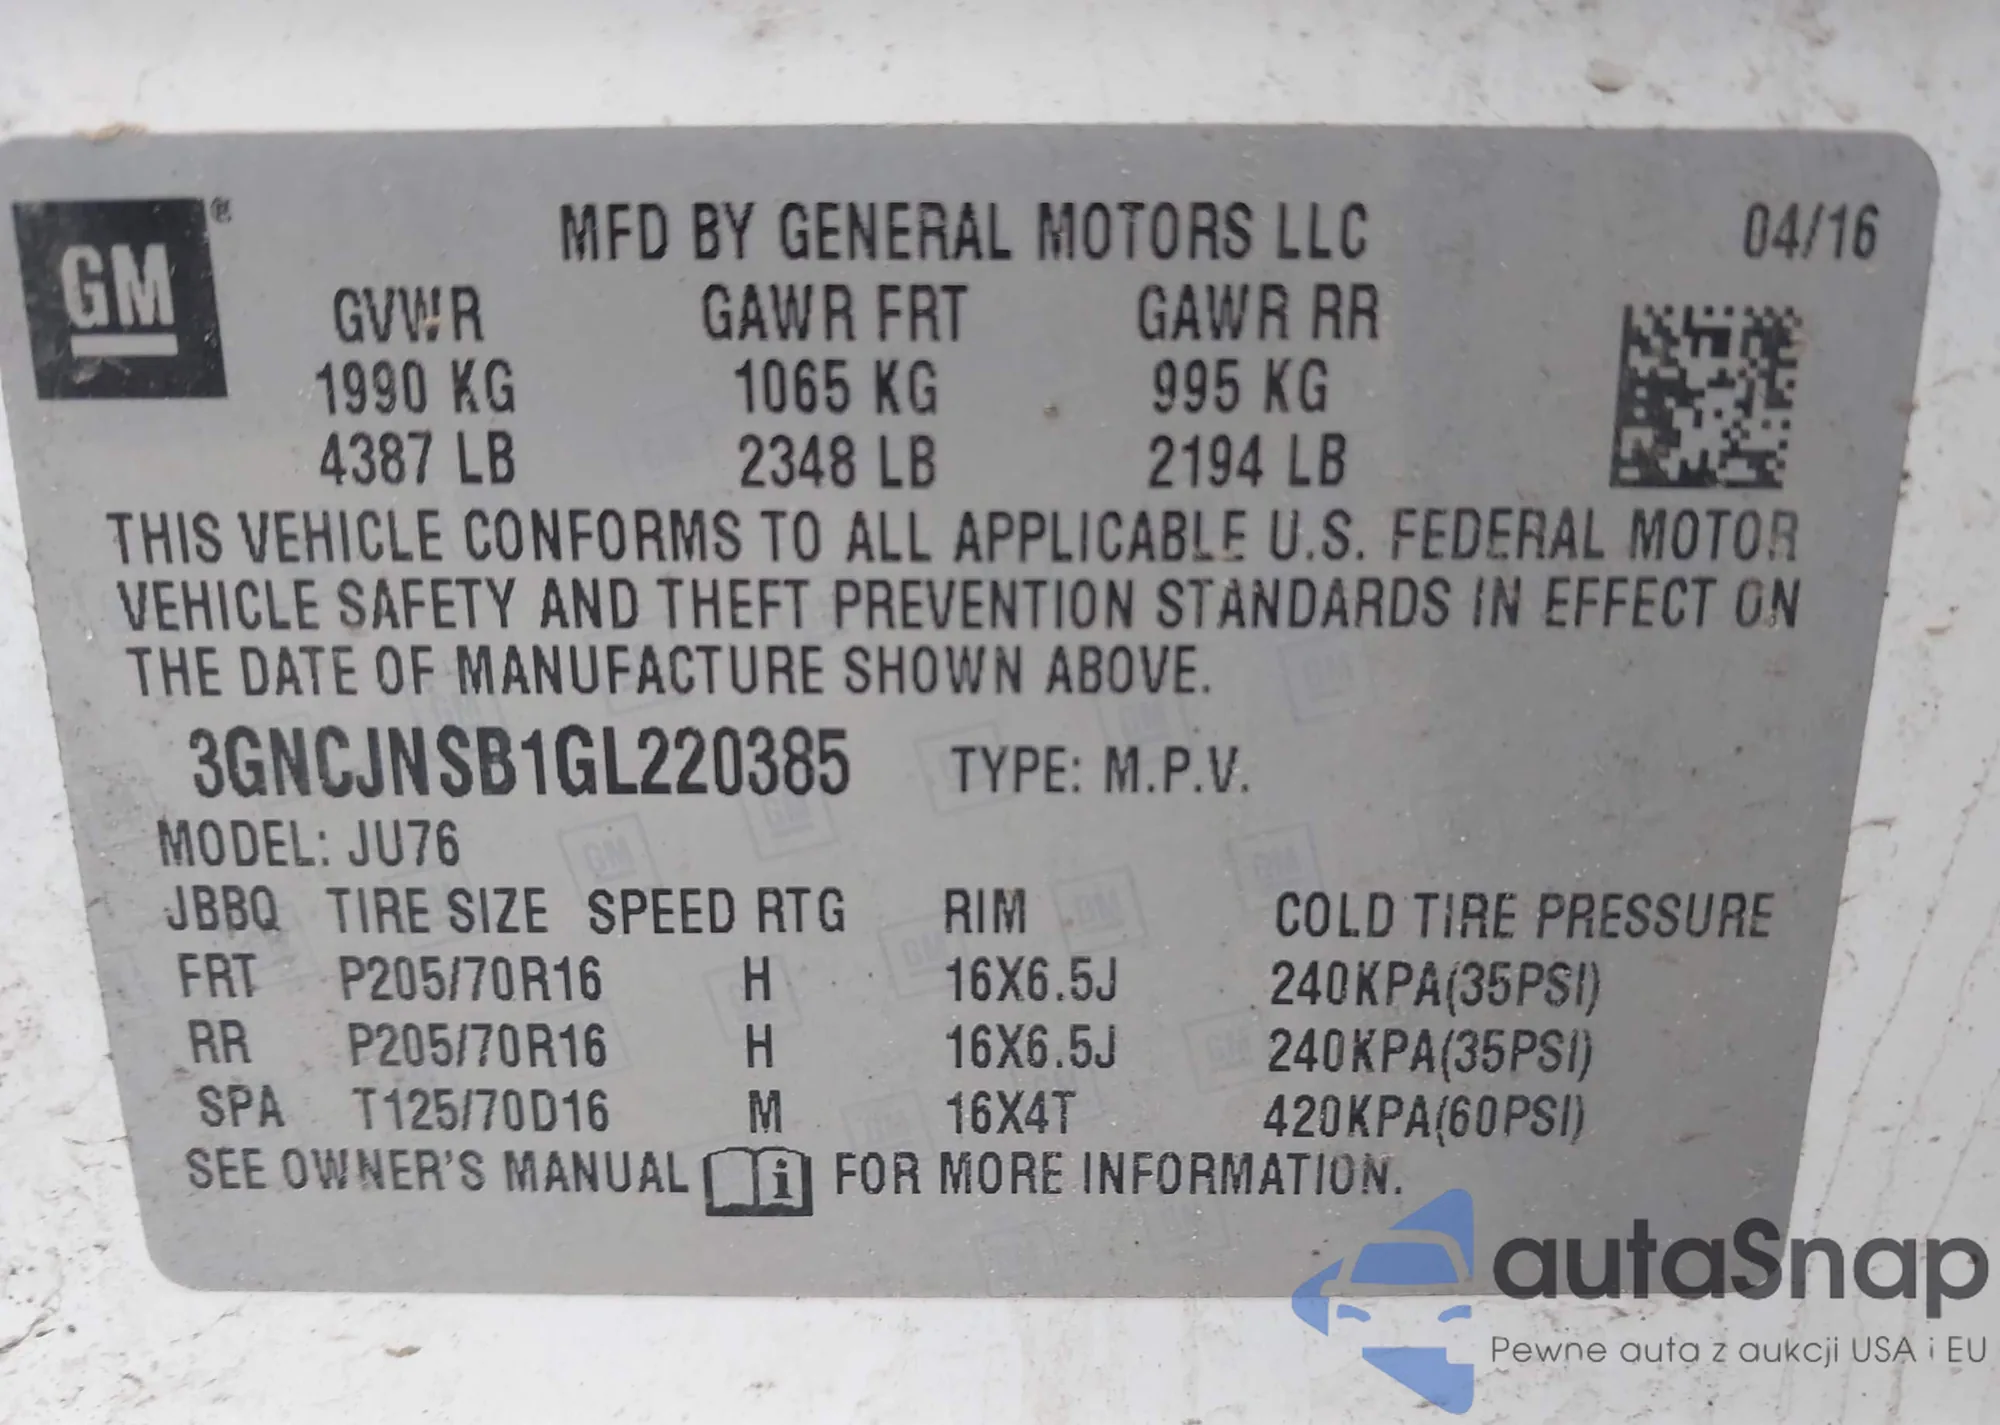 GM®
MFD BY GENERAL MOTORS LLC 04/16
GVWR GAWR FRT GAWR RR
1990 KG 1065 KG 995 KG
4387 LB 2348 LB 2194 LB
THIS VEHICLE CONFORMS TO ALL APPLICABLE U.S. FEDERAL MOTOR
VEHICLE SAFETY AND THEFT PREVENTION STANDARDS IN EFFECT ON
THE DATE OF MANUFACTURE SHOWN ABOVE.
3GNCJNSB1GL220385 TYPE: M.P.V.
MODEL: JU76
JBBQ TIRE SIZE SPEED RTG RIM COLD TIRE PRESSURE
FRT P205/70R16 H 16X6.5J 240KPA(35PSI)
RR P205/70R16 H 16X6.5J 240KPA(35PSI)
SPA T125/70D16 M 16X4T 420KPA(60PSI)
SEE OWNER'S MANUAL i FOR MORE INFORMATION.
autaSnap
Pewne auta z aukcji USA i EU